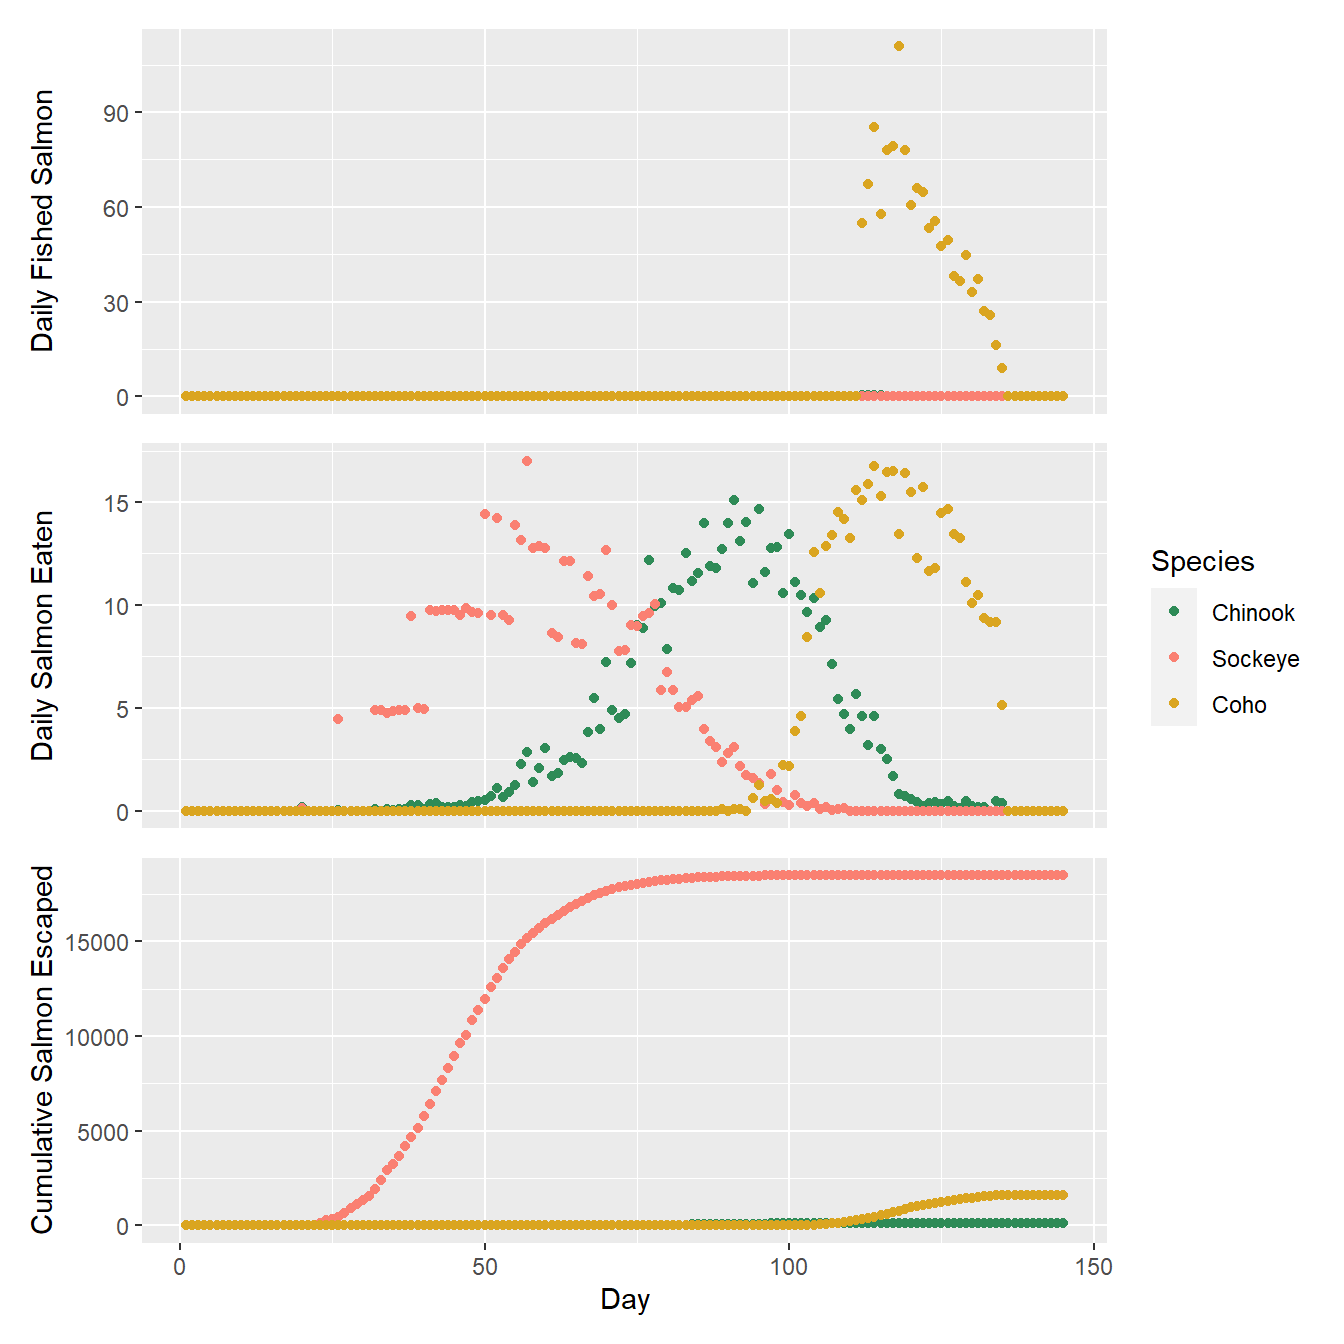 Daily Fished Salmon
90
60
30
0
Daily Salmon Eaten
15
10
5
0
Cumulative Salmon Escaped
15000
10000
5000
0
0 50 100 150
Day
Species
Chinook
Sockeye
Coho